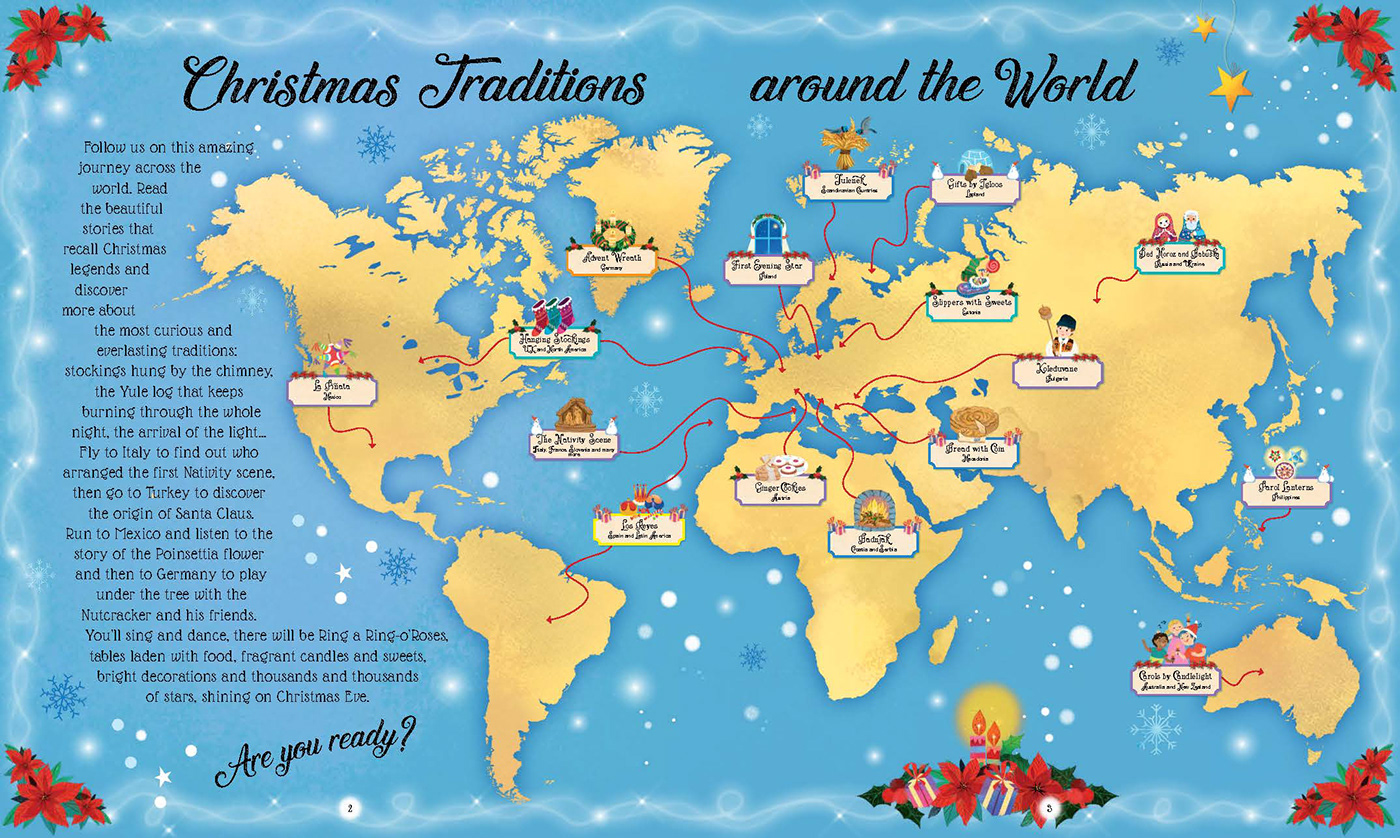 Christmas Traditions around the World
Follow us on this amazing
journey across the
world. Read
the beautiful
stories that
recall Christmas
legends and
discover
more about
the most curious and
everlasting traditions:
stockings hung by the chimney,
the Yule log that keeps
burning through the whole
night, the arrival of the light...
Fly to Italy to find out who
arranged the first Nativity scene,
then go to Turkey to discover
the origin of Santa Claus.
Run to Mexico and listen to the
story of the Poinsettia flower
and then to Germany to play
under the tree with the
Nutcracker and his friends.
You'll sing and dance, there will be Ring a Ring-o'Roses,
tables laden with food, fragrant candles and sweets,
bright decorations and thousands and thousands
of stars, shining on Christmas Eve.
Are you ready?
Julenek
Scandinavian Countries
Gifts by Igloos
Lapland
Advent Wreath
Germany
First Evening Star
Poland
Ded Moroz and Babushka
Russia and Ukraine
Slippers with Sweets
Estonia
Hanging Stockings
UK and North America
Koleduvane
Bulgaria
La Piñata
Mexico
The Nativity Scene
Italy, France, Slovenia and many
more
Bread with Coin
Macedonia
Ginger Cookies
Austria
Parol Lanterns
Philippines
Los Reyes
Spain and Latin America
Badnjak
Croatia and Serbia
Carols by Candlelight
Australia and New Zealand
2
3